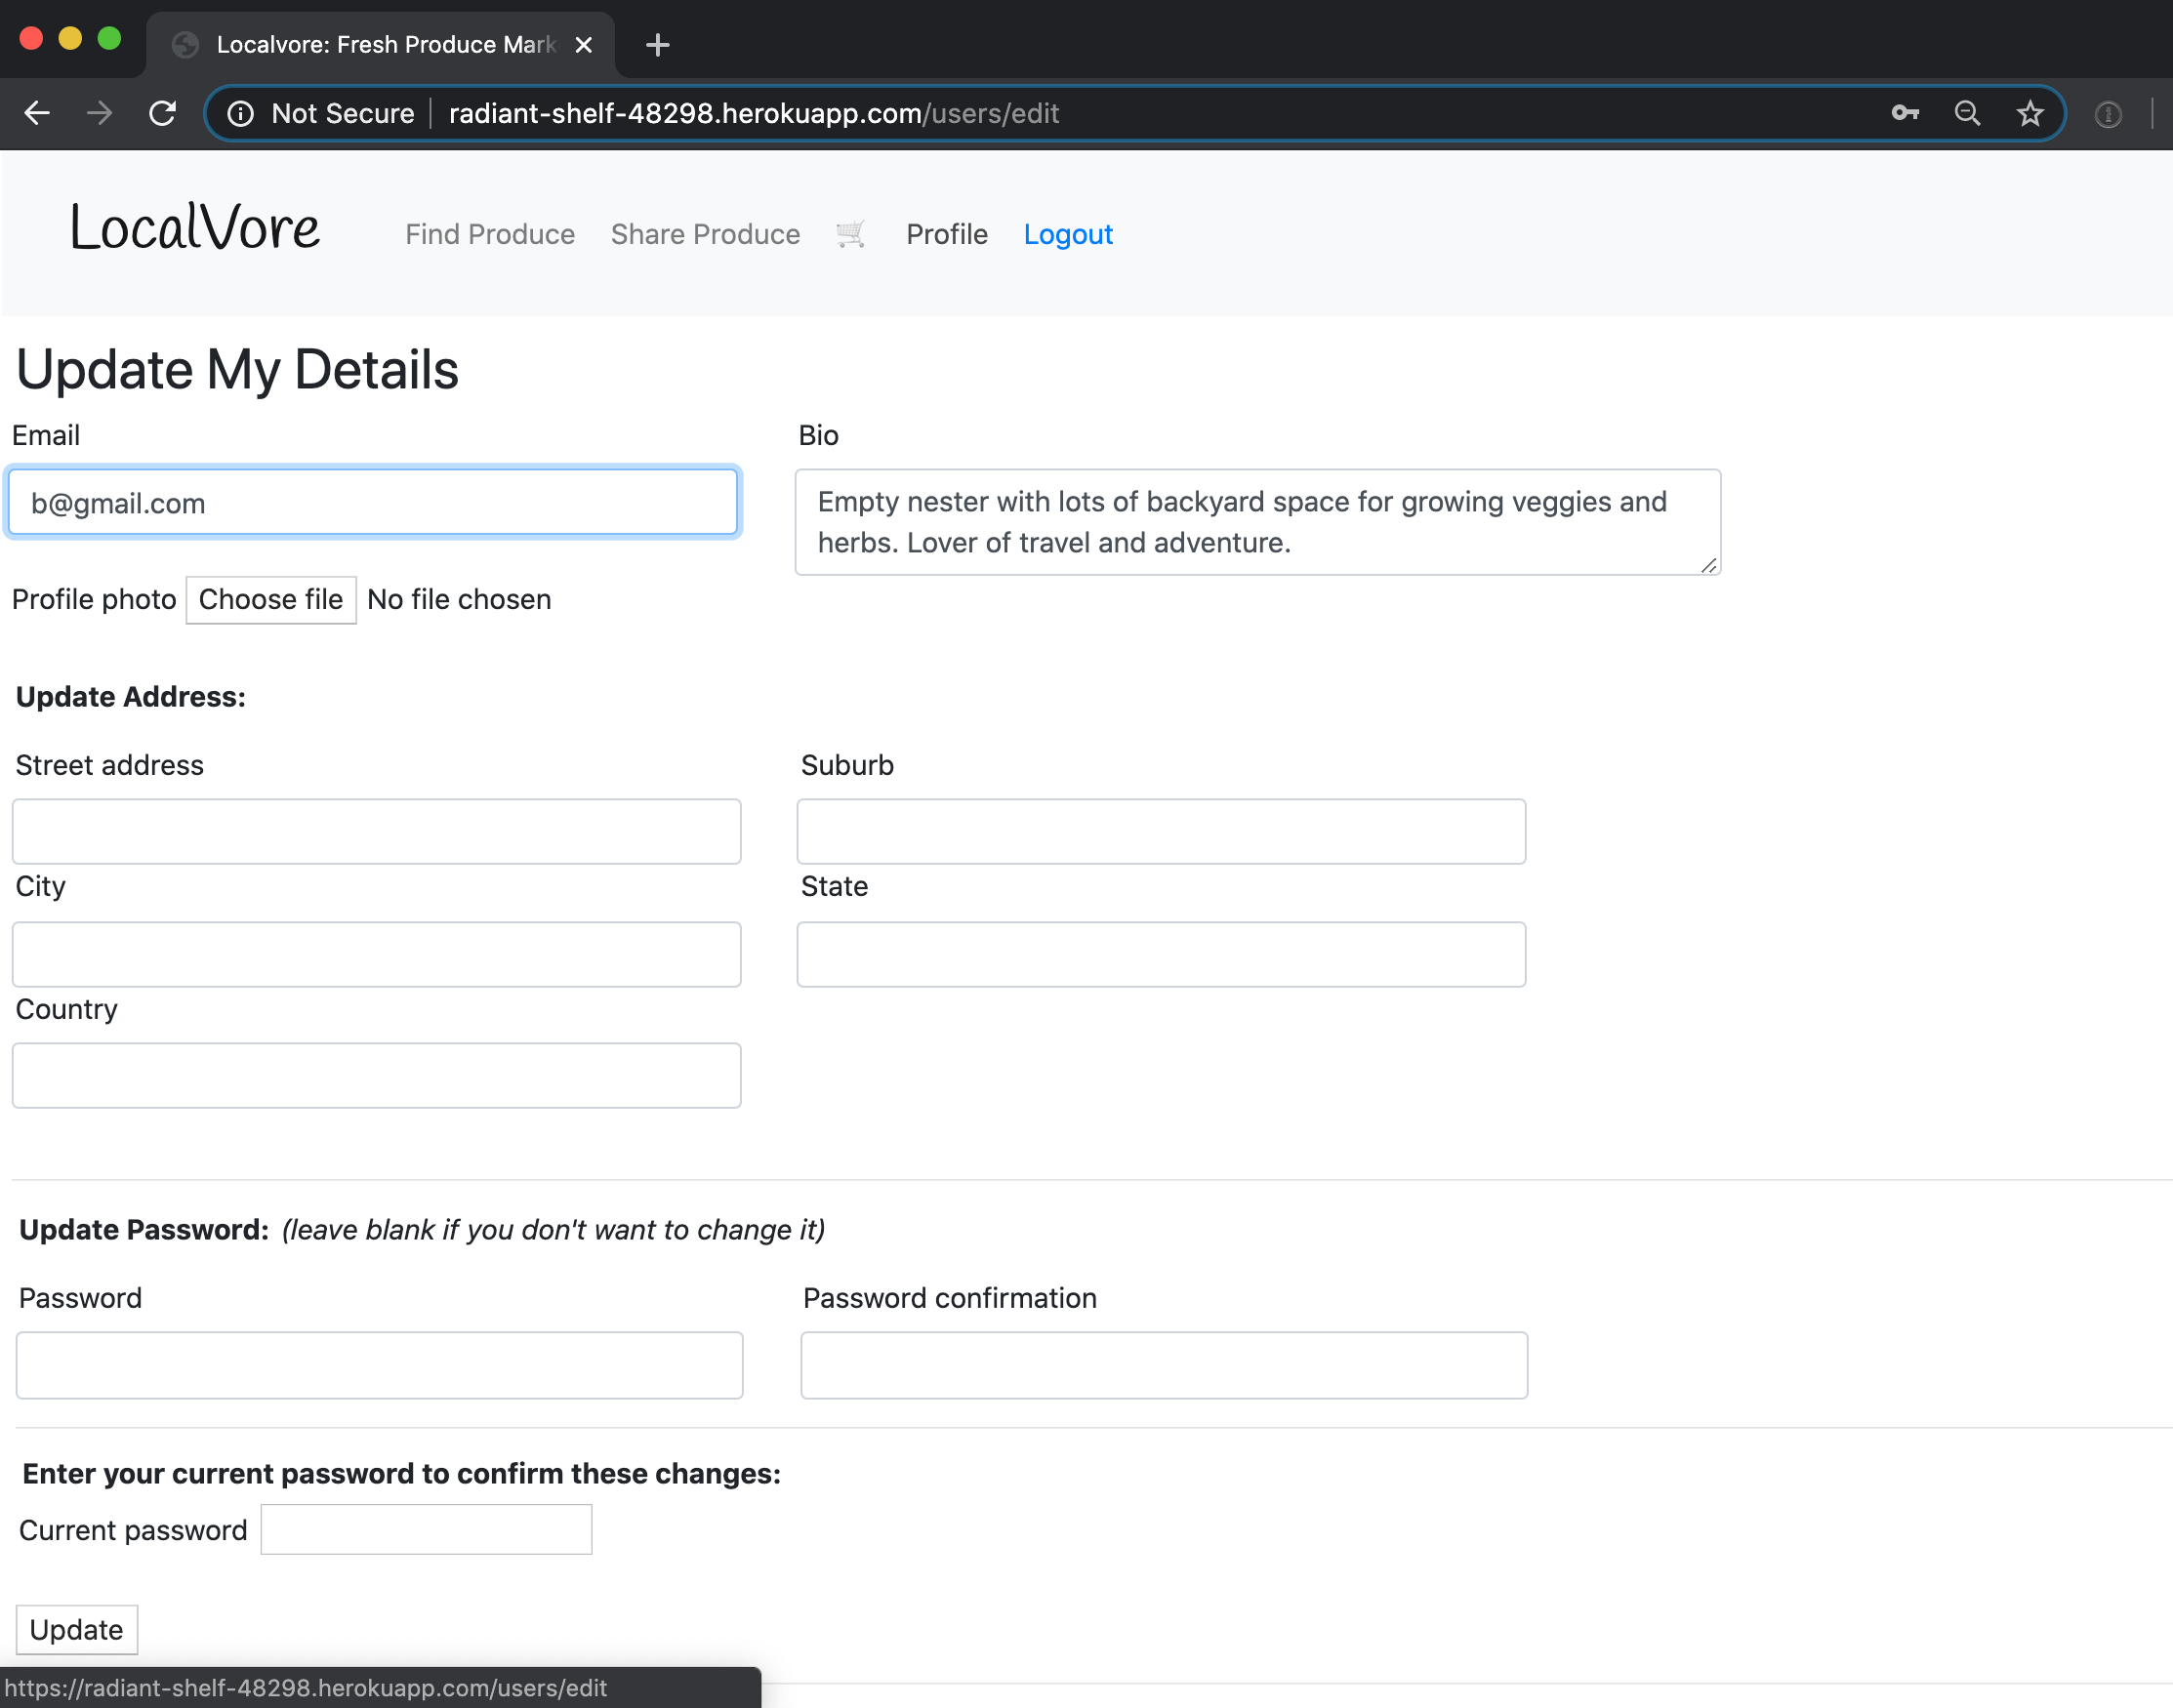 Localvore: Fresh Produce Mark
Not Secure radiant-shelf-48298.herokuapp.com/users/edit
LocalVore Find Produce Share Produce Profile Logout
Update My Details
Email
b@gmail.com
Bio
Empty nester with lots of backyard space for growing veggies and
herbs. Lover of travel and adventure.
Profile photo Choose file No file chosen
Update Address:
Street address Suburb
City State
Country
Update Password: (leave blank if you don't want to change it)
Password Password confirmation
Enter your current password to confirm these changes:
Current password
Update
https://radiant-shelf-48298.herokuapp.com/users/edit